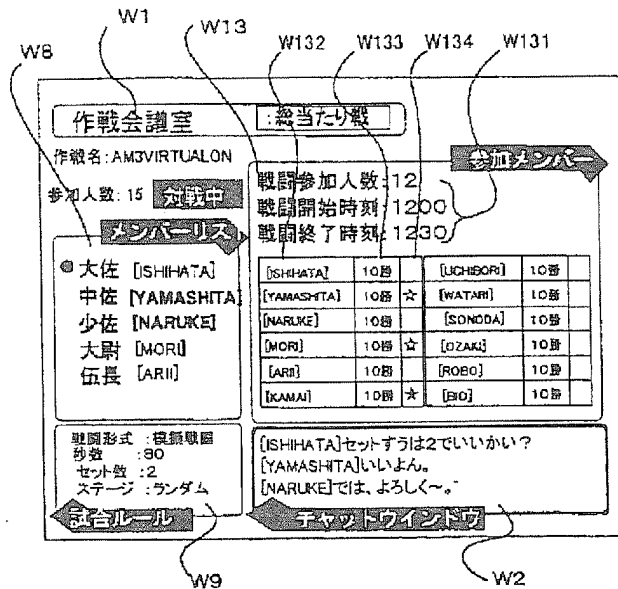 W1
W13
W132
W133
W134
W131
W8
作戦会議室
:総当たり戦
作戦名:AM3VIRTUALON
参加メンバー
参加人数: 15
対戦中
戦闘参加人数:12
戦闘開始時刻:1200
戦闘終了時刻:1230
メンバーリスト
大佐 [ISHIHATA]
中佐 [YAMASHITA]
少佐 [NARUKE]
大尉 [MORI]
伍長 [ARII]
[ISHIHATA] 10勝 [UCHIBORI] 10勝
[YAMASHITA] 10勝 ☆ [WATARI] 10勝
[NARUKE] 10勝 [SONODA] 10勝
[MORI] 10勝 ☆ [OZAKI] 10勝
[ARII] 10勝 [ROBO] 10勝
[KAMAI] 10勝 ★ [BIO] 10勝
戦闘形式 :模擬戦闘
秒数 :80
セット数 :2
ステージ :ランダム
試合ルール
[ISHIHATA]セットすうは2でいいかい?
[YAMASHITA]いいよん。
[NARUKE]では、よろしく~。
チャットウインドウ
W9
W2